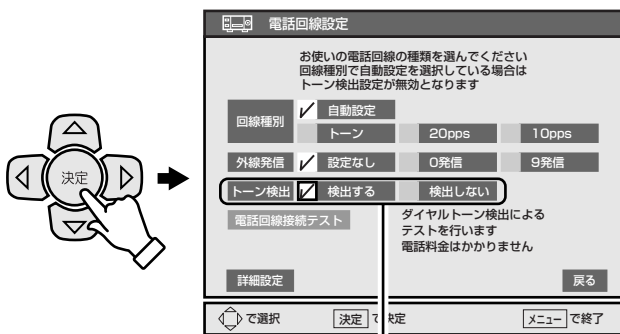 電話回線設定
お使いの電話回線の種類を選んでください
回線種別で自動設定を選択している場合は
トーン検出設定が無効となります
回線種別 自動設定
トーン 20pps 10pps
外線発信 設定なし 0発信 9発信
トーン検出 検出する 検出しない
電話回線接続テスト
ダイヤルトーン検出による
テストを行います
電話料金はかかりません
詳細設定 戻る
で選択 決定 で決定 メニュー で終了
決定